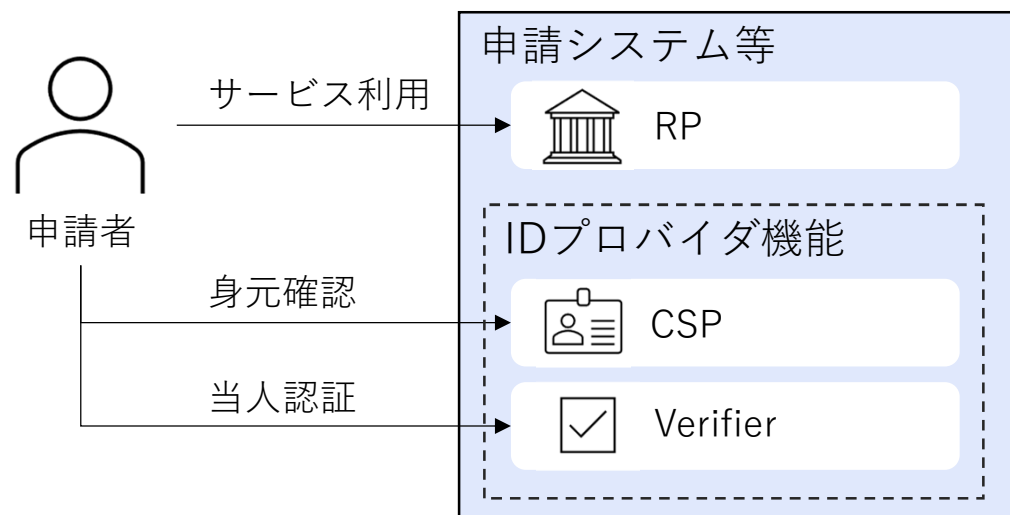 申請システム等
サービス利用
RP
申請者
IDプロバイダ機能
身元確認
CSP
当人認証
Verifier